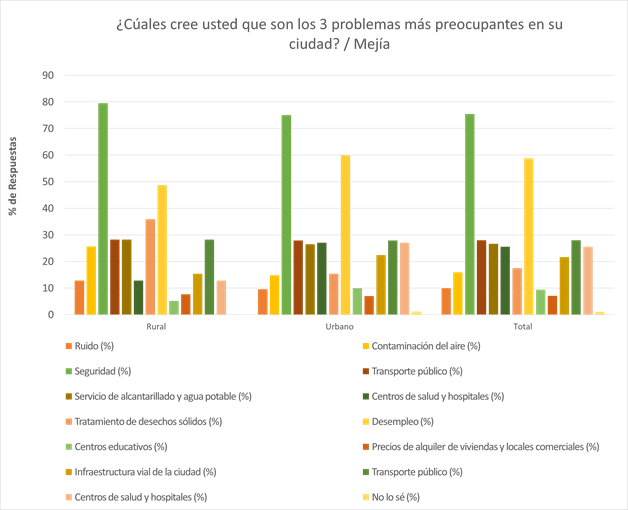 ¿Cúales cree usted que son los 3 problemas más preocupantes en su
ciudad? / Mejía
% de Respuestas
90
80
70
60
50
40
30
20
10
0
Rural Urbano Total
Ruido (%) Contaminación del aire (%)
Seguridad (%) Transporte público (%)
Servicio de alcantarillado y agua potable (%) Centros de salud y hospitales (%)
Tratamiento de desechos sólidos (%) Desempleo (%)
Centros educativos (%) Precios de alquiler de viviendas y locales comerciales (%)
Infraestructura vial de la ciudad (%) Transporte público (%)
Centros de salud y hospitales (%) No lo sé (%)